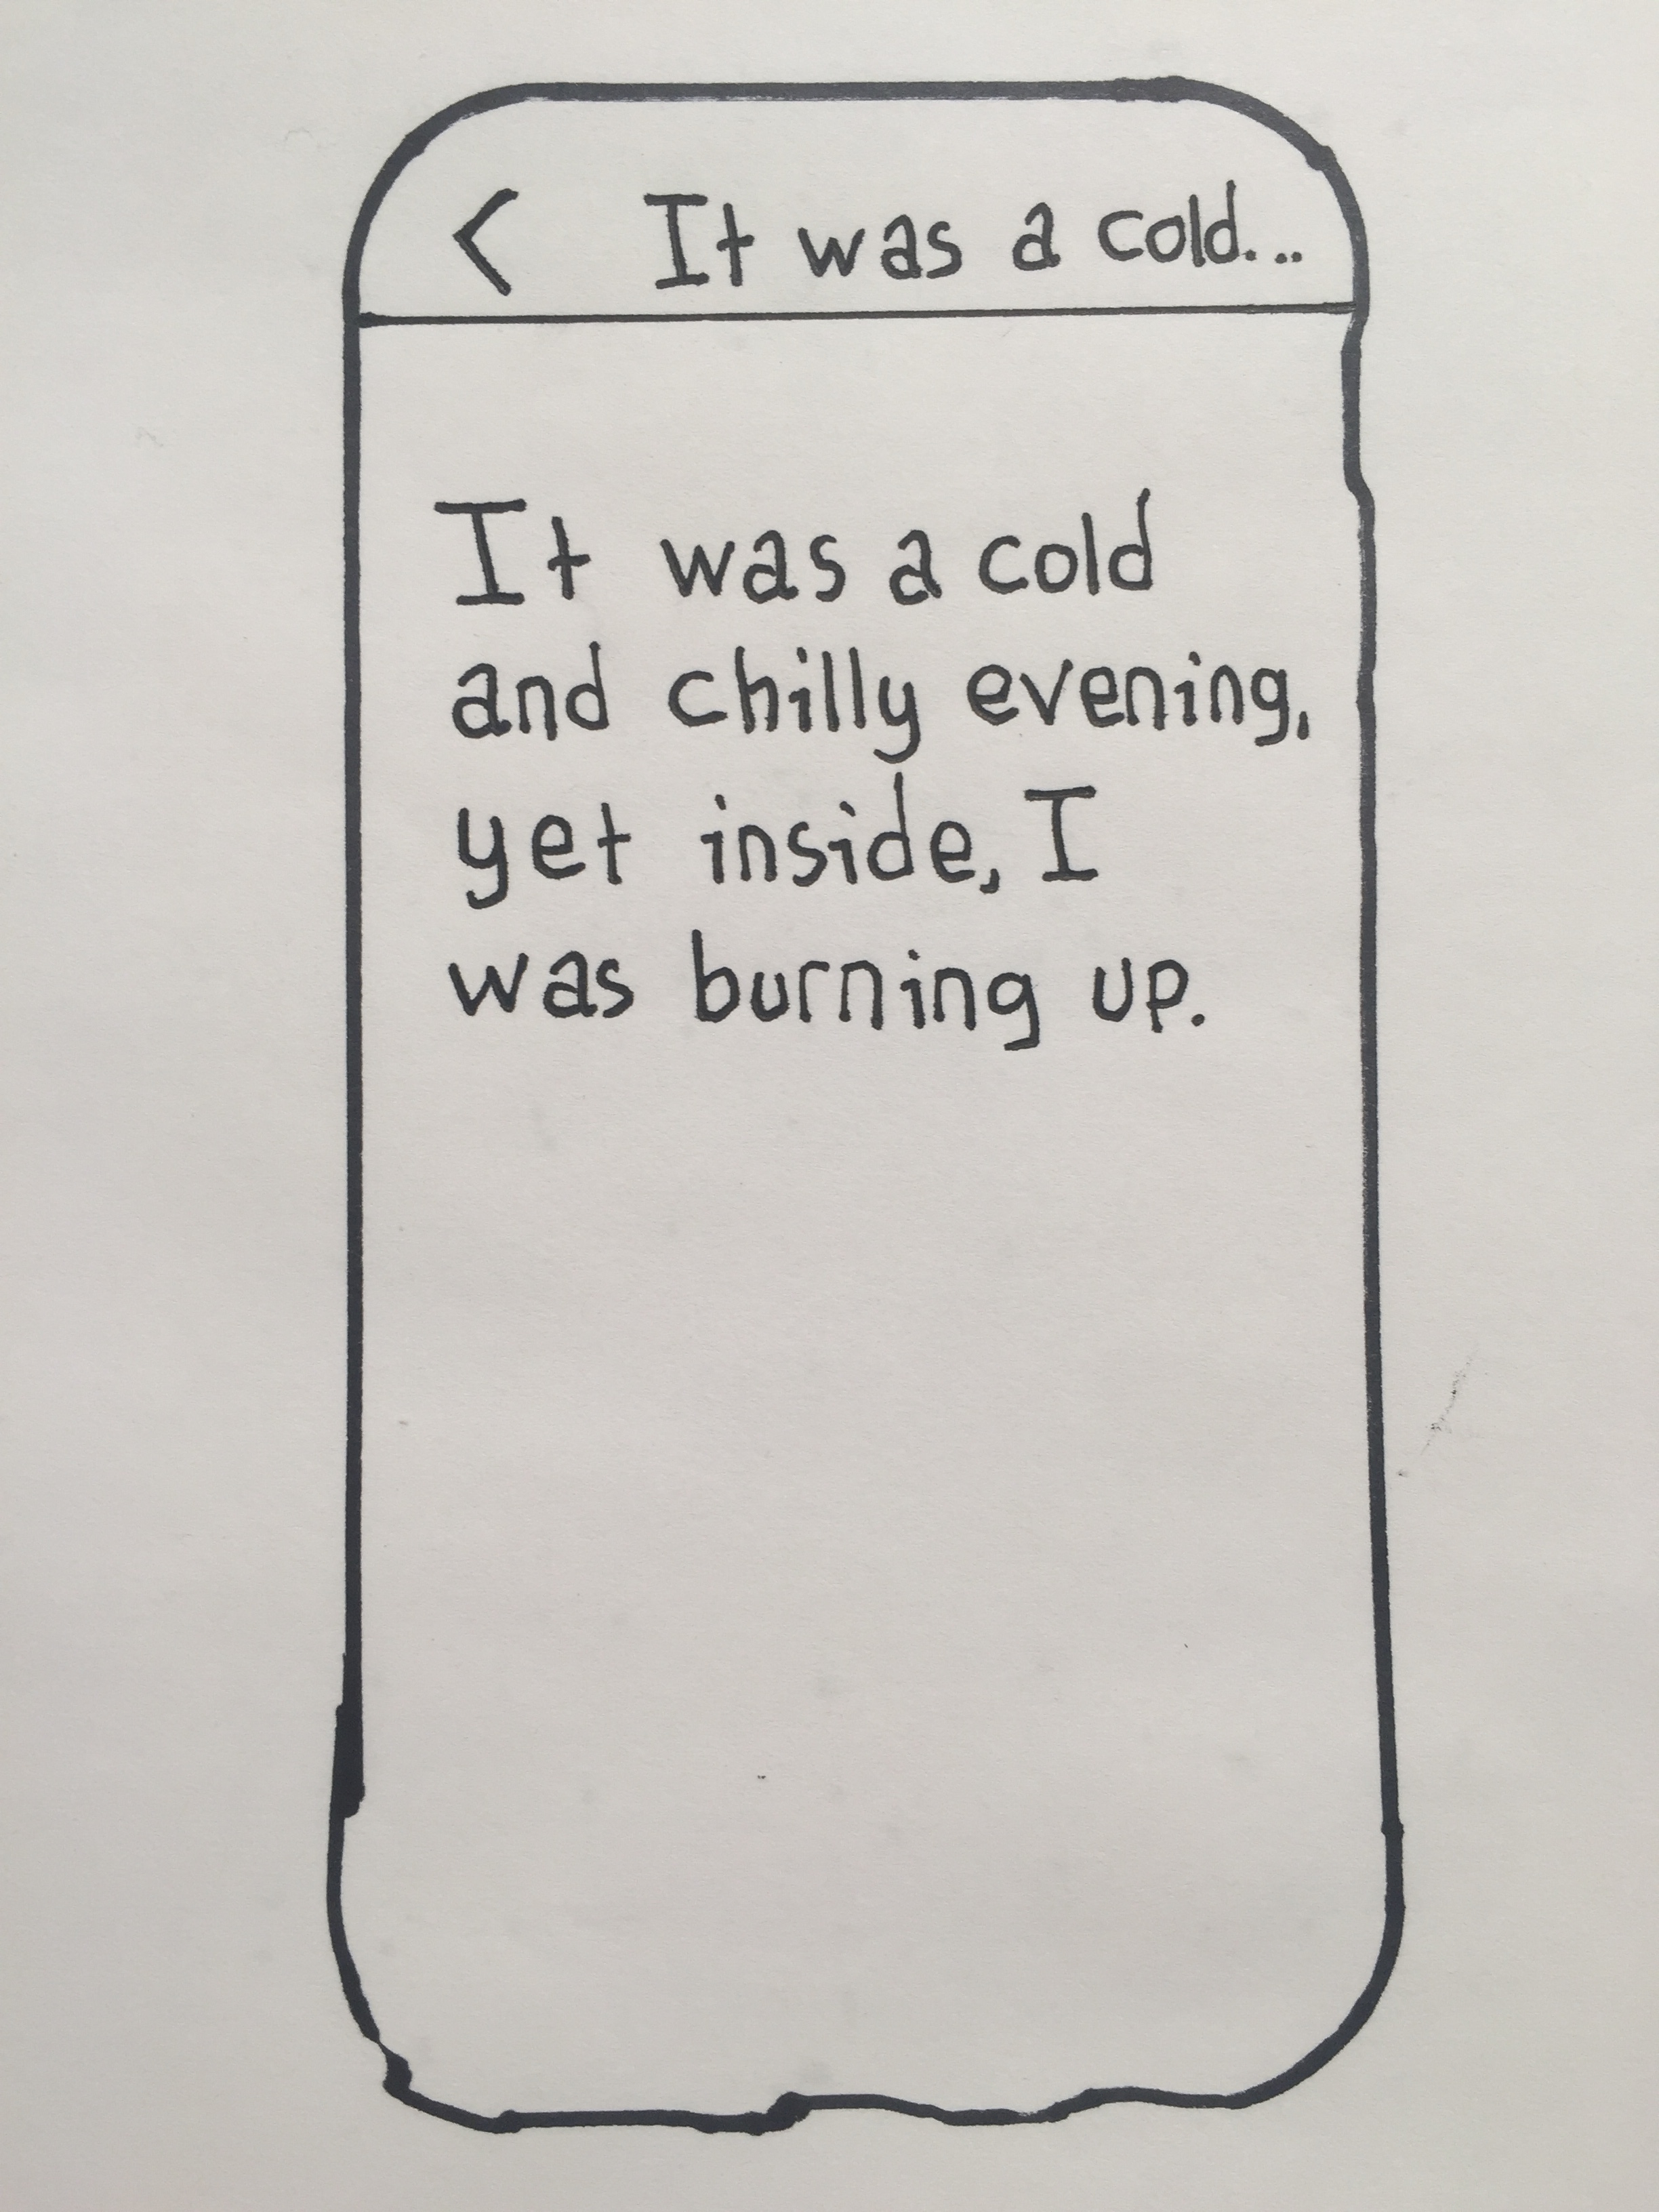 < It was a cold...
It was a cold
and chilly evening,
yet inside, I
was burning up.